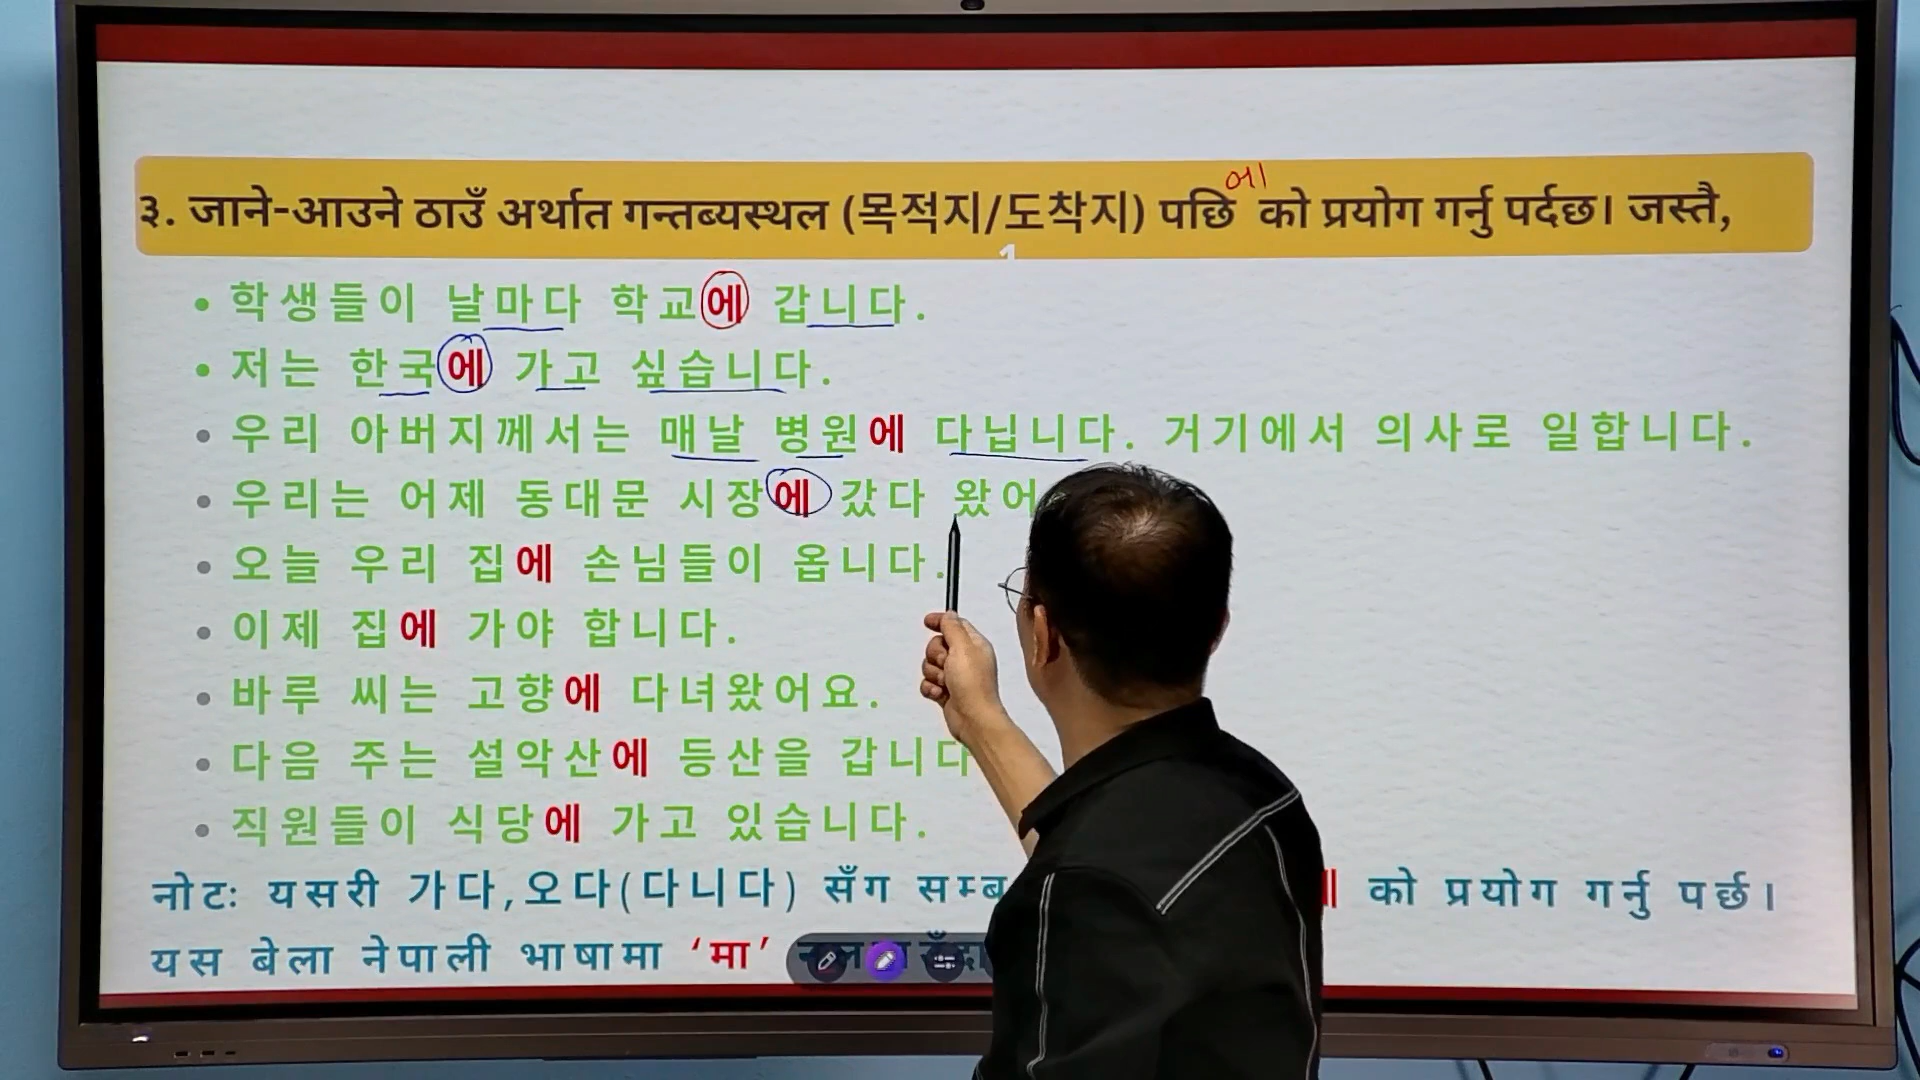 에
३. जाने-आउने ठाउँ अर्थात गन्तब्यस्थल (목적지/도착지) पछि को प्रयोग गर्नु पर्दछ। जस्तै,
• 학생들이 날마다 학교에 갑니다.
• 저는 한국에 가고 싶습니다.
• 우리 아버지께서는 매날 병원에 다닙니다. 거기에서 의사로 일합니다.
• 우리는 어제 동대문 시장에 갔다 왔어
• 오늘 우리 집에 손님들이 옵니다.
• 이제 집에 가야 합니다.
• 바루 씨는 고향에 다녀왔어요.
• 다음 주는 설악산에 등산을 갑니다
• 직원들이 식당에 가고 있습니다.
नोटः यसरी 가다,오다(다니다) सँग को प्रयोग गर्नु पर्छ।
यस बेला नेपाली भाषामा ‘मा’